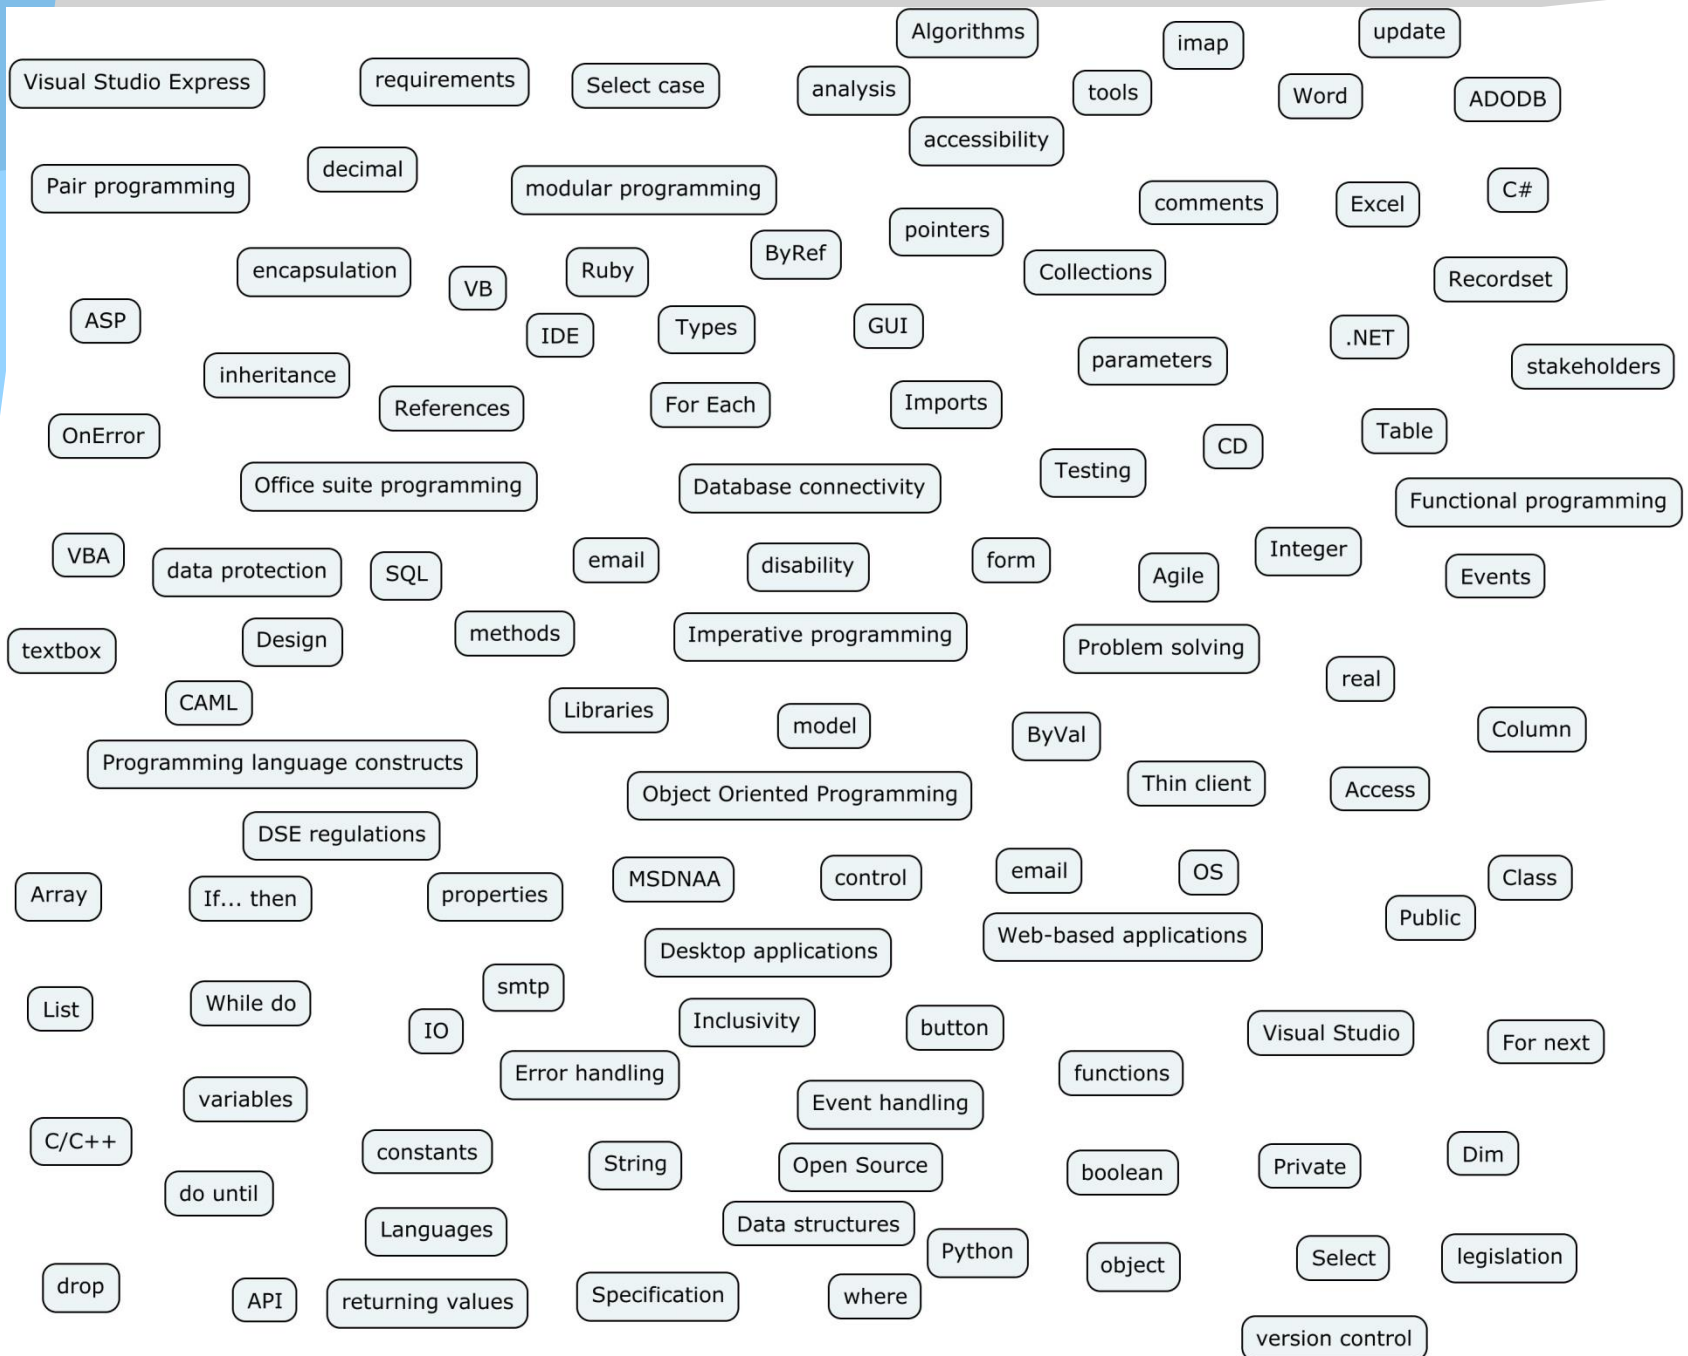 Algorithms
imap
update
Visual Studio Express
requirements
Select case
analysis
tools
Word
ADODB
accessibility
Pair programming
decimal
modular programming
comments
Excel
C#
pointers
encapsulation
VB
Ruby
ByRef
Collections
Recordset
ASP
IDE
Types
GUI
.NET
inheritance
parameters
stakeholders
References
For Each
Imports
OnError
CD
Table
Office suite programming
Database connectivity
Testing
Functional programming
VBA
data protection
SQL
email
disability
form
Agile
Integer
Events
textbox
Design
methods
Imperative programming
Problem solving
real
CAML
Libraries
model
ByVal
Column
Programming language constructs
Object Oriented Programming
Thin client
Access
DSE regulations
Array
If... then
properties
MSDNAA
control
email
OS
Class
Public
Desktop applications
Web-based applications
List
While do
smtp
IO
Inclusivity
button
Visual Studio
For next
Error handling
functions
variables
Event handling
C/C++
constants
String
Open Source
boolean
Private
Dim
do until
Languages
Data structures
Python
object
Select
legislation
drop
API
returning values
Specification
where
version control